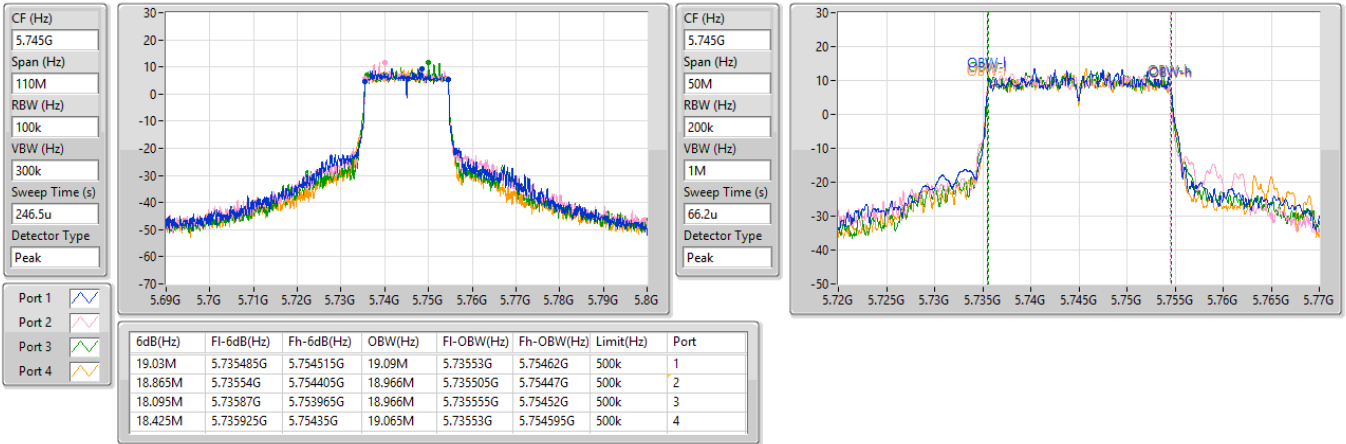 CF (Hz)
5.745G
Span (Hz)
110M
RBW (Hz)
100k
VBW (Hz)
300k
Sweep Time (s)
246.5u
Detector Type
Peak
30
20
10
0
-10
-20
-30
-40
-50
-60
-70
5.69G 5.7G 5.71G 5.72G 5.73G 5.74G 5.75G 5.76G 5.77G 5.78G 5.79G 5.8G
CF (Hz)
5.745G
Span (Hz)
50M
RBW (Hz)
200k
VBW (Hz)
1M
Sweep Time (s)
66.2u
Detector Type
Peak
30
20
10
0
-10
-20
-30
-40
-50
OBW-l
OBW-h
5.72G 5.725G 5.73G 5.735G 5.74G 5.745G 5.75G 5.755G 5.76G 5.765G 5.77G
Port 1
Port 2
Port 3
Port 4
6dB(Hz) Fl-6dB(Hz) Fh-6dB(Hz) OBW(Hz) Fl-OBW(Hz) Fh-OBW(Hz) Limit(Hz) Port
19.03M 5.735485G 5.754515G 19.09M 5.73553G 5.75462G 500k 1
18.865M 5.73554G 5.754405G 18.966M 5.735505G 5.75447G 500k 2
18.095M 5.73587G 5.753965G 18.966M 5.735555G 5.75452G 500k 3
18.425M 5.735925G 5.75435G 19.065M 5.73553G 5.754595G 500k 4